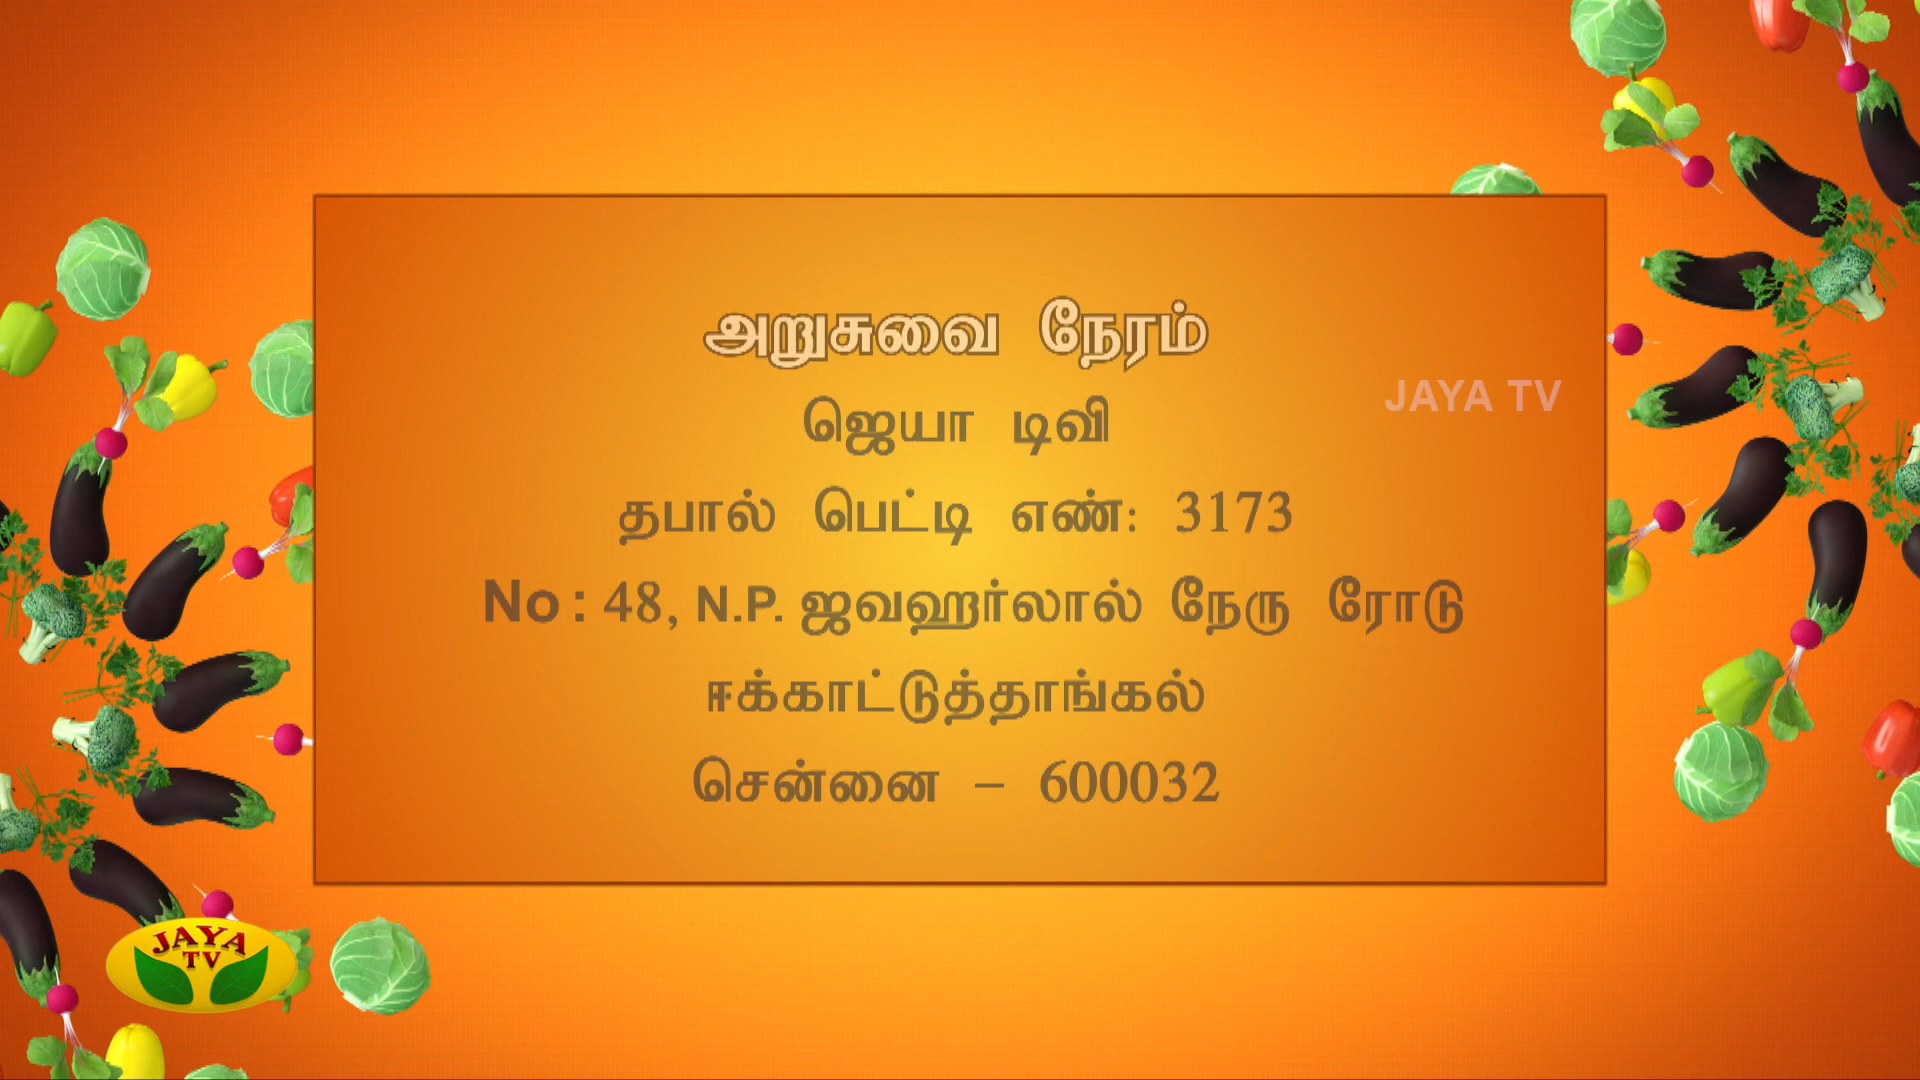 அறுசுவை நேரம்
ஜெயா டிவி
JAYA TV
தபால் பெட்டி எண்: 3173
No : 48, N.P. ஜவஹர்லால் நேரு ரோடு
ஈக்காட்டுத்தாங்கல்
சென்னை – 600032
JAYA
TV